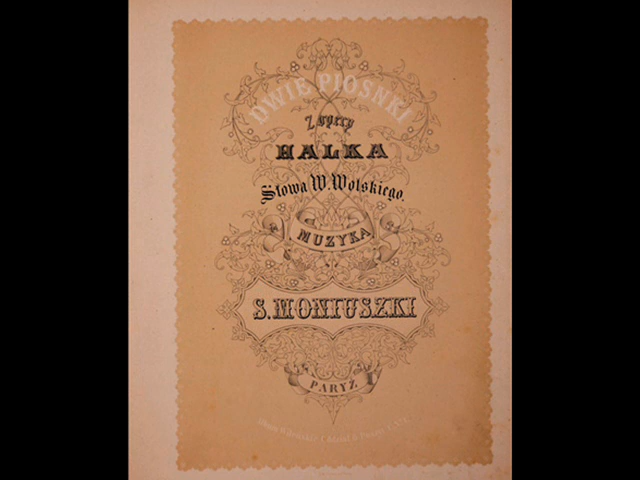 DWIE PIOSNKI
Z opery
HALKA
Słowa W. Wolskiego.
MUZYKA
S. MONIUSZKI
PARYŻ